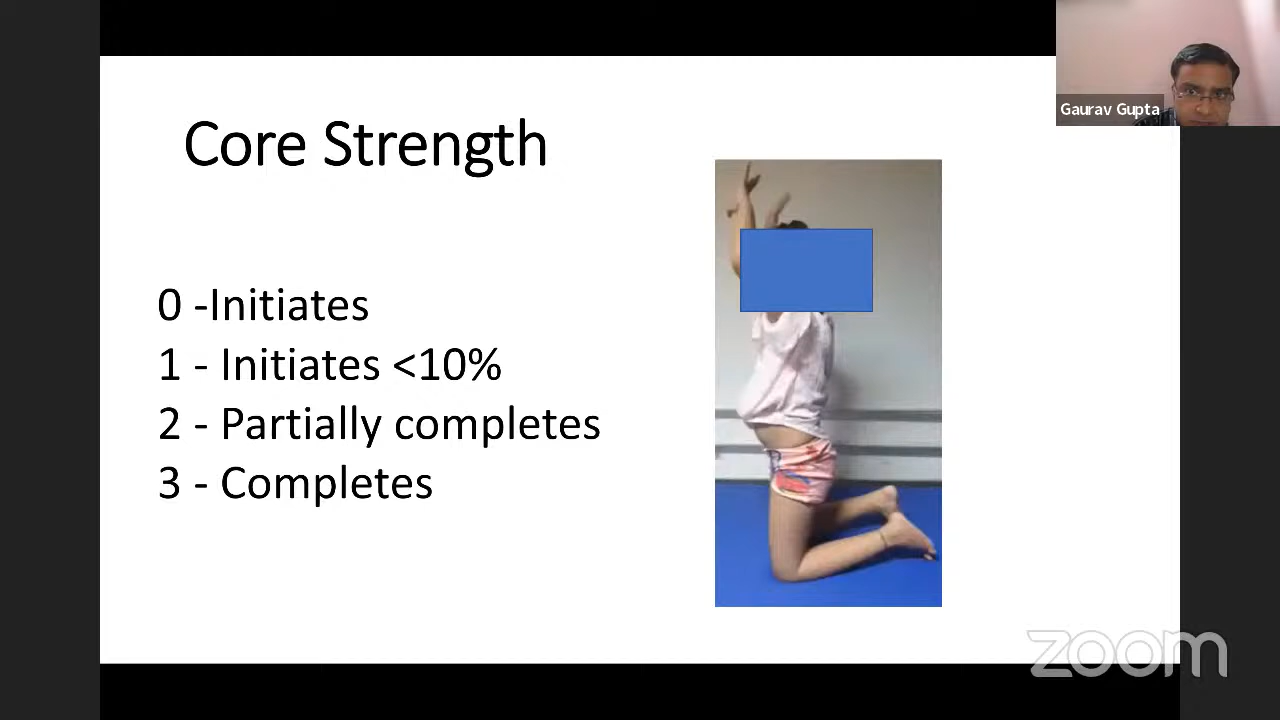 Gaurav Gupta
Core Strength
0 -Initiates
1 - Initiates <10%
2 - Partially completes
3 - Completes
zoom